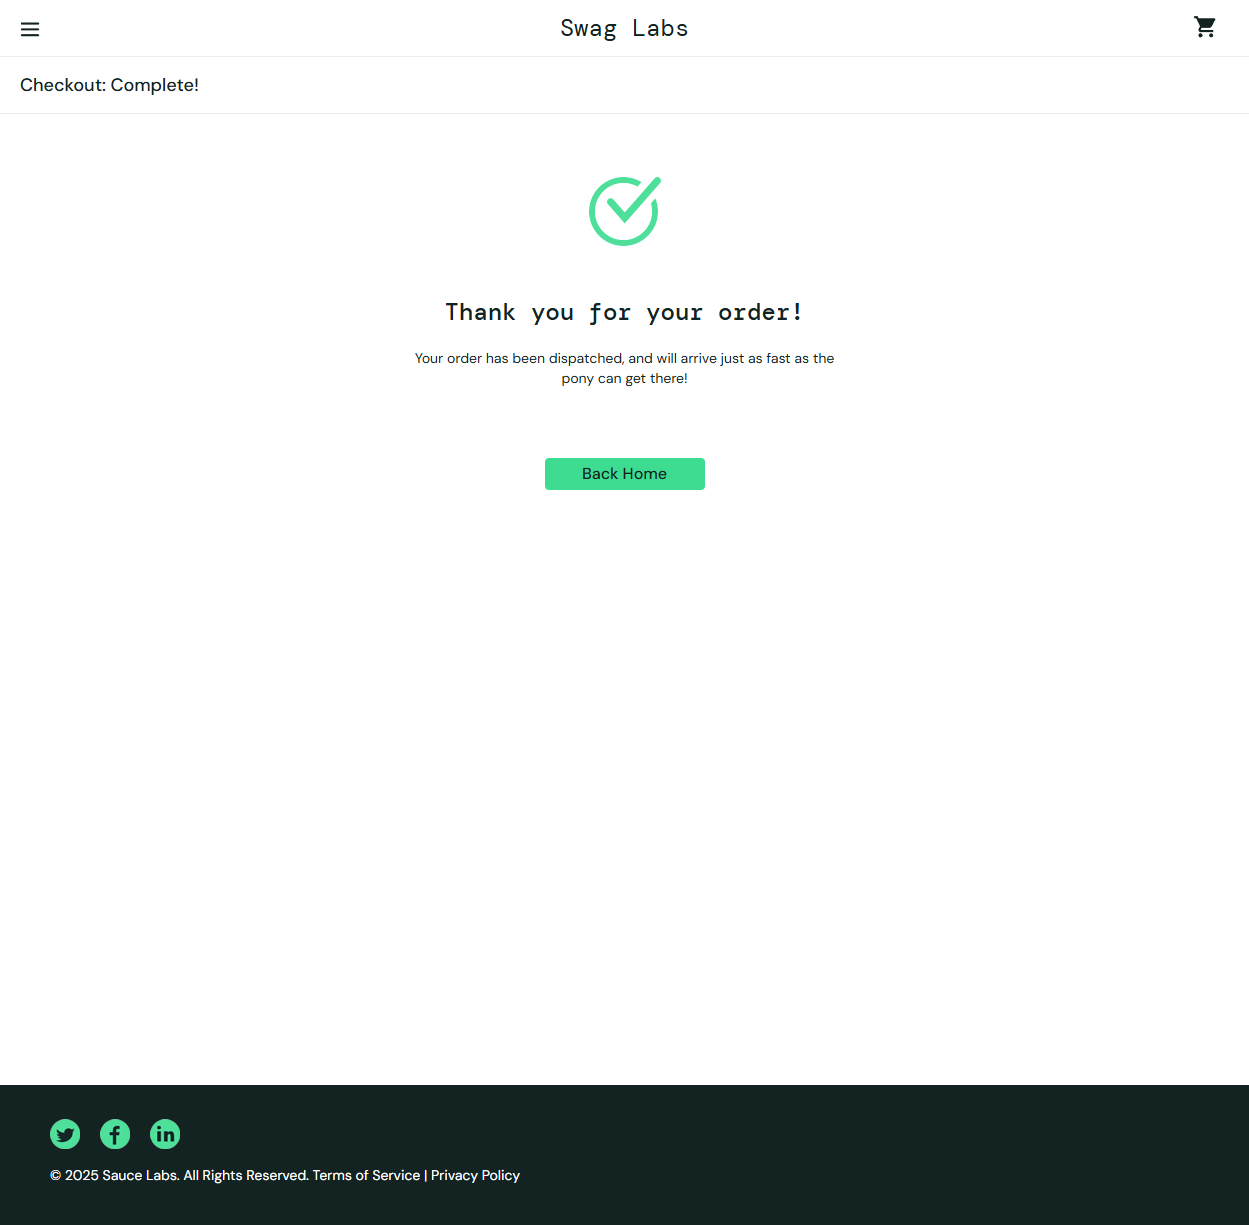 Swag Labs
Checkout: Complete!
Thank you for your order!
Your order has been dispatched, and will arrive just as fast as the
pony can get there!
Back Home
© 2025 Sauce Labs. All Rights Reserved. Terms of Service | Privacy Policy